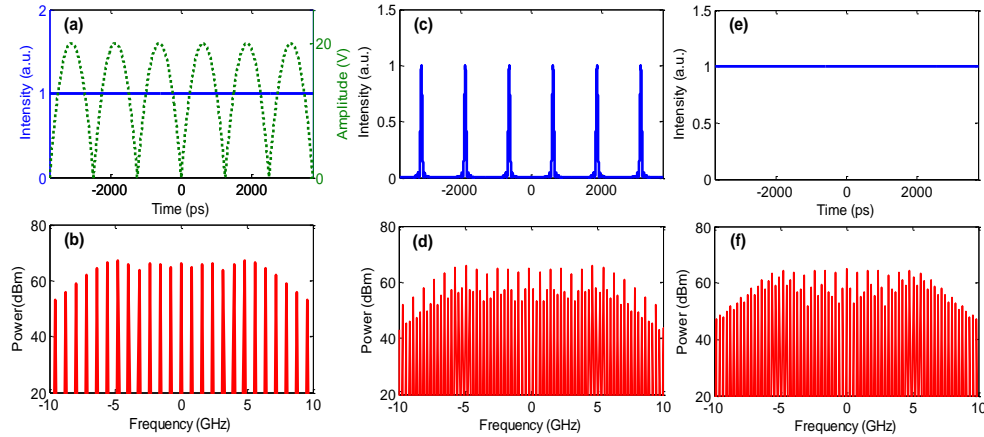 (a)
2
1
0
Intensity (a.u.)
20
0
Amplitude (V)
-2000 0 2000
Time (ps)
(c)
1.5
1
0.5
0
Intensity (a.u.)
-2000 0 2000
(e)
1.5
1
0.5
0
Intensity (a.u.)
-2000 0 2000
Time (ps)
(b)
80
60
40
20
Power(dBm)
-10 -5 0 5 10
Frequency (GHz)
(d)
80
60
40
20
Power (dBm)
-10 -5 0 5 10
Frequency (GHz)
(f)
80
60
40
20
Power (dBm)
-10 -5 0 5 10
Frequency (GHz)